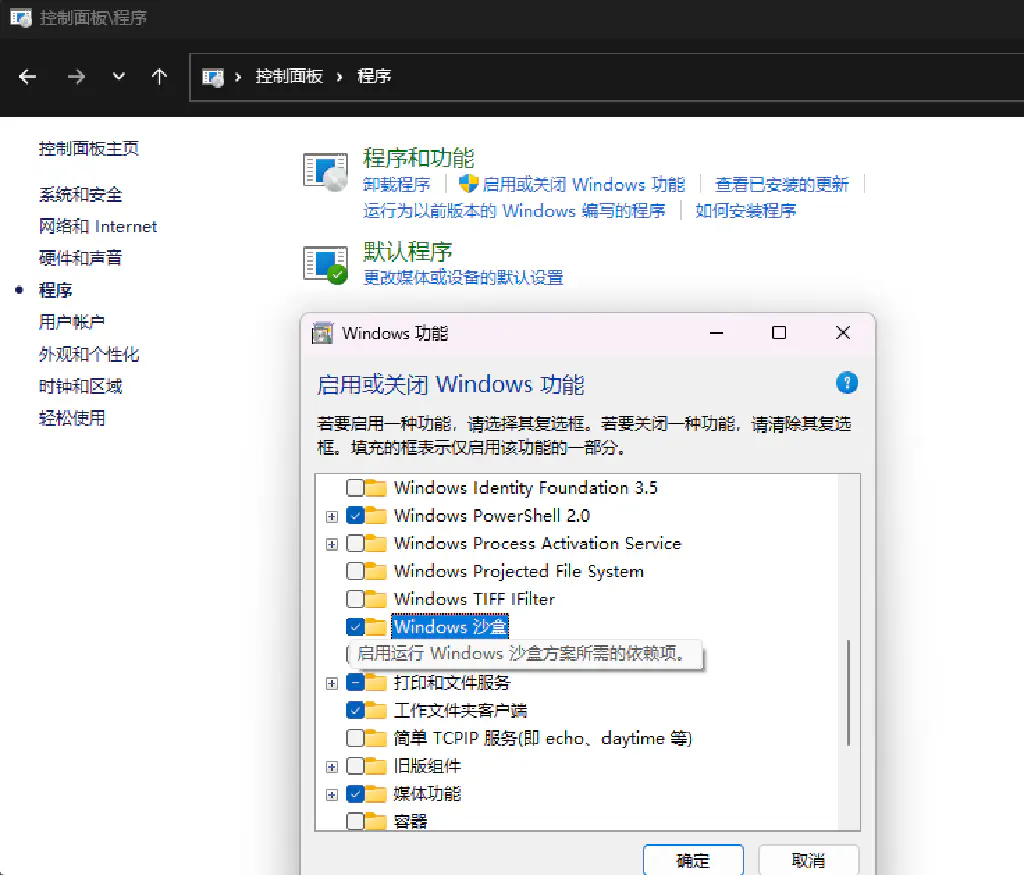 控制面板\程序
控制面板 程序
控制面板主页
系统和安全
网络和 Internet
硬件和声音
程序
用户帐户
外观和个性化
时钟和区域
轻松使用
程序和功能
卸载程序 启用或关闭 Windows 功能 查看已安装的更新
运行为以前版本的 Windows 编写的程序 如何安装程序
默认程序
更改媒体或设备的默认设置
Windows 功能
启用或关闭 Windows 功能
若要启用一种功能，请选择其复选框。若要关闭一种功能，请清除其复选
框。填充的框表示仅启用该功能的一部分。
Windows Identity Foundation 3.5
Windows PowerShell 2.0
Windows Process Activation Service
Windows Projected File System
Windows TIFF IFilter
Windows 沙盒
启用运行 Windows 沙盒方案所需的依赖项。
打印和文件服务
工作文件夹客户端
简单 TCPIP 服务(即 echo、daytime 等)
旧版组件
媒体功能
容器
确定 取消